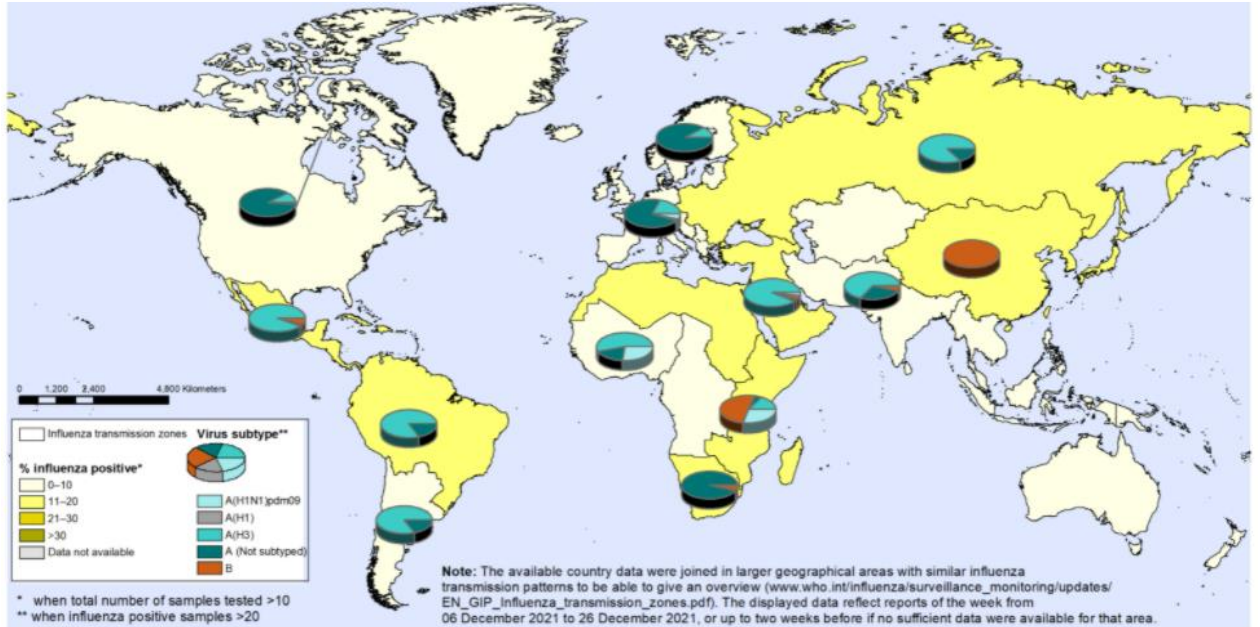 0 1,200 2,400 4,800 Kilometers
Influenza transmission zones
% influenza positive*
0–10
11–20
21–30
>30
Data not available
Virus subtype**
A(H1N1)pdm09
A(H1)
A(H3)
A (Not subtyped)
B
* when total number of samples tested >10
** when influenza positive samples >20
Note: The available country data were joined in larger geographical areas with similar influenza
transmission patterns to be able to give an overview (www.who.int/influenza/surveillance_monitoring/updates/
EN_GIP_Influenza_transmission_zones.pdf). The displayed data reflect reports of the week from
06 December 2021 to 26 December 2021, or up to two weeks before if no sufficient data were available for that area.